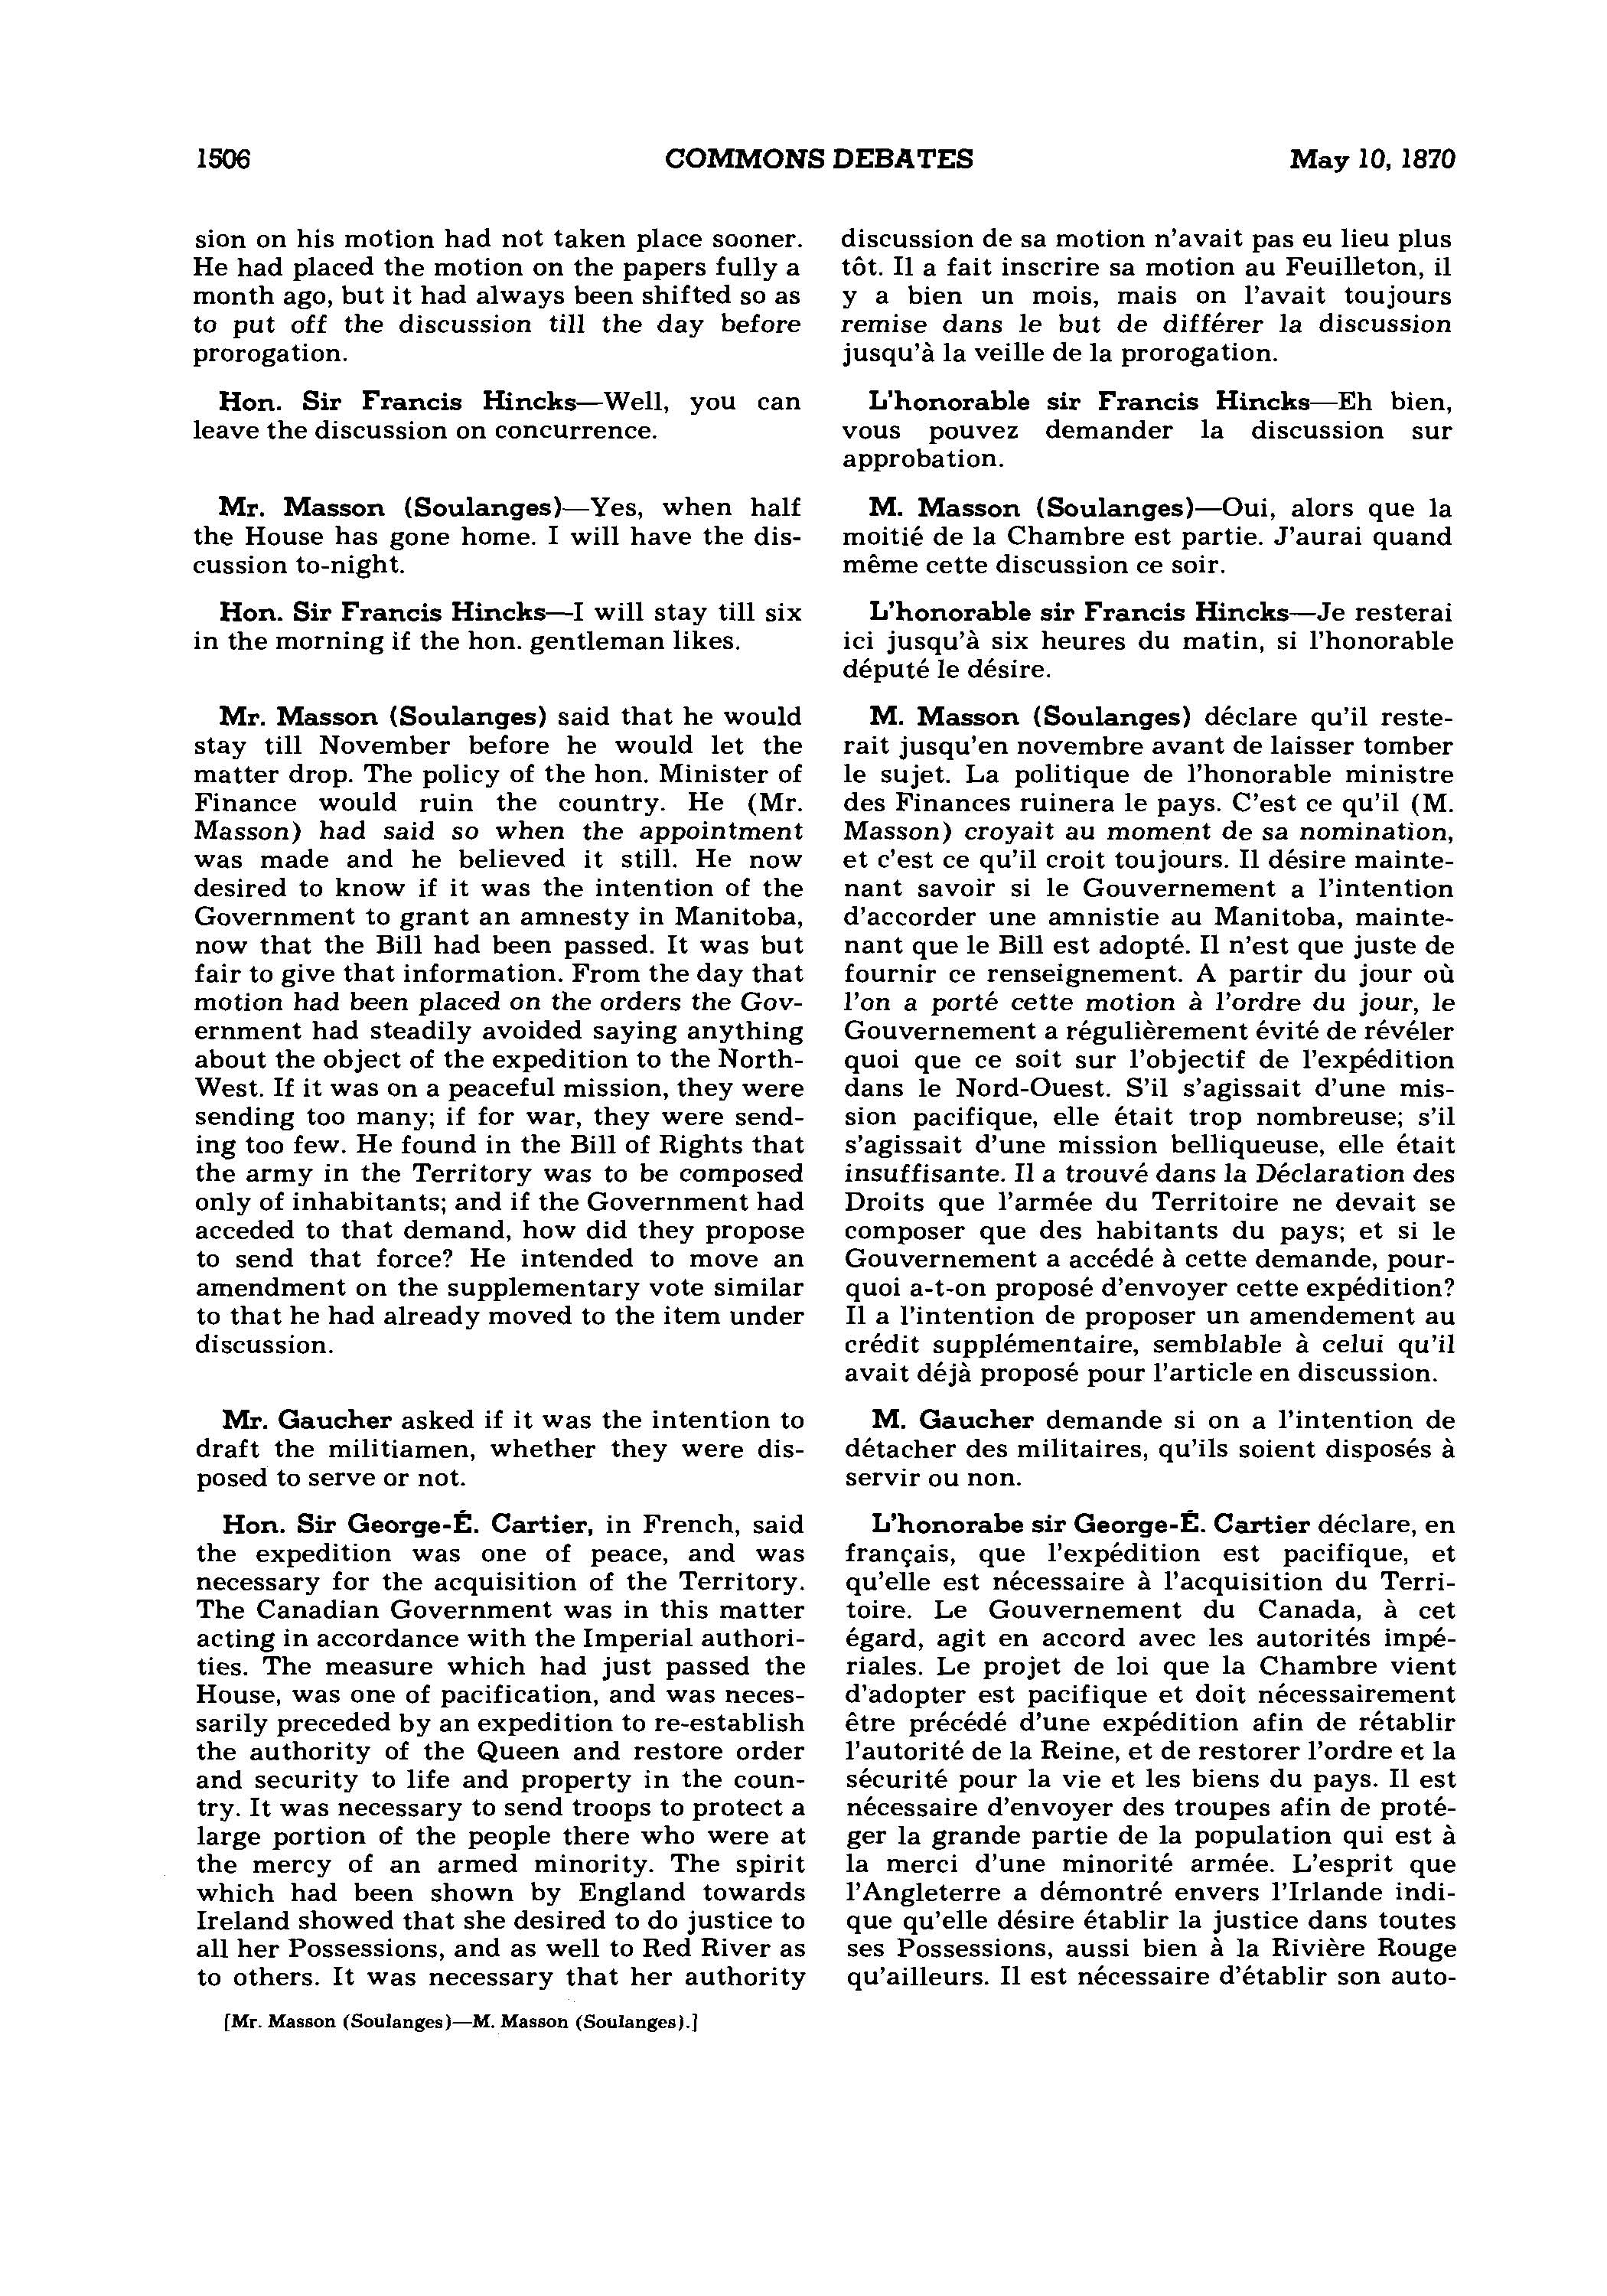 1506 COMMONS DEBATES May 10, 1870
sion on his motion had not taken place sooner.
He had placed the motion on the papers fully a
month ago, but it had always been shifted so as
to put off the discussion till the day before
prorogation.
Hon. Sir Francis Hincks—Well, you can
leave the discussion on concurrence.
Mr. Masson (Soulanges)—Yes, when half
the House has gone home. I will have the dis-
cussion to-night.
Hon. Sir Francis Hincks—I will stay till six
in the morning if the hon. gentleman likes.
Mr. Masson (Soulanges) said that he would
stay till November before he would let the
matter drop. The policy of the hon. Minister of
Finance would ruin the country. He (Mr.
Masson) had said so when the appointment
was made and he believed it still. He now
desired to know if it was the intention of the
Government to grant an amnesty in Manitoba,
now that the Bill had been passed. It was but
fair to give that information. From the day that
motion had been placed on the orders the Gov-
ernment had steadily avoided saying anything
about the object of the expedition to the North-
West. If it was on a peaceful mission, they were
sending too many; if for war, they were send-
ing too few. He found in the Bill of Rights that
the army in the Territory was to be composed
only of inhabitants; and if the Government had
acceded to that demand, how did they propose
to send that force? He intended to move an
amendment on the supplementary vote similar
to that he had already moved to the item under
discussion.
Mr. Gaucher asked if it was the intention to
draft the militiamen, whether they were dis-
posed to serve or not.
Hon. Sir George-É. Cartier, in French, said
the expedition was one of peace, and was
necessary for the acquisition of the Territory.
The Canadian Government was in this matter
acting in accordance with the Imperial authori-
ties. The measure which had just passed the
House, was one of pacification, and was neces-
sarily preceded by an expedition to re-establish
the authority of the Queen and restore order
and security to life and property in the coun-
try. It was necessary to send troops to protect a
large portion of the people there who were at
the mercy of an armed minority. The spirit
which had been shown by England towards
Ireland showed that she desired to do justice to
all her Possessions, and as well to Red River as
to others. It was necessary that her authority
discussion de sa motion n'avait pas eu lieu plus
tôt. Il a fait inscrire sa motion au Feuilleton, il
y a bien un mois, mais on l'avait toujours
remise dans le but de différer la discussion
jusqu'à la veille de la prorogation.
L'honorable sir Francis Hincks—Eh bien,
vous pouvez demander la discussion sur
approbation.
M. Masson (Soulanges)—Oui, alors que la
moitié de la Chambre est partie. J'aurai quand
même cette discussion ce soir.
L'honorable sir Francis Hincks—Je resterai
ici jusqu'à six heures du matin, si l'honorable
député le désire.
M. Masson (Soulanges) déclare qu'il reste-
rait jusqu'en novembre avant de laisser tomber
le sujet. La politique de l'honorable ministre
des Finances ruinera le pays. C'est ce qu'il (M.
Masson) croyait au moment de sa nomination,
et c'est ce qu'il croit toujours. Il désire mainte-
nant savoir si le Gouvernement a l'intention
d'accorder une amnistie au Manitoba, mainte-
nant que le Bill est adopté. Il n'est que juste de
fournir ce renseignement. A partir du jour où
l'on a porté cette motion à l'ordre du jour, le
Gouvernement a régulièrement évité de révéler
quoi que ce soit sur l'objectif de l'expédition
dans le Nord-Ouest. S'il s'agissait d'une mis-
sion pacifique, elle était trop nombreuse; s'il
s'agissait d'une mission belliqueuse, elle était
insuffisante. Il a trouvé dans la Déclaration des
Droits que l'armée du Territoire ne devait se
composer que des habitants du pays; et si le
Gouvernement a accédé à cette demande, pour-
quoi a-t-on proposé d'envoyer cette expédition?
Il a l'intention de proposer un amendement au
crédit supplémentaire, semblable à celui qu'il
avait déjà proposé pour l'article en discussion.
M. Gaucher demande si on a l'intention de
détacher des militaires, qu'ils soient disposés à
servir ou non.
L'honorabe sir George-É. Cartier déclare, en
français, que l'expédition est pacifique, et
qu'elle est nécessaire à l'acquisition du Terri-
toire. Le Gouvernement du Canada, à cet
égard, agit en accord avec les autorités impé-
riales. Le projet de loi que la Chambre vient
d'adopter est pacifique et doit nécessairement
être précédé d'une expédition afin de rétablir
l'autorité de la Reine, et de restorer l'ordre et la
sécurité pour la vie et les biens du pays. Il est
nécessaire d'envoyer des troupes afin de proté-
ger la grande partie de la population qui est à
la merci d'une minorité armée. L'esprit que
l'Angleterre a démontré envers l'Irlande indi-
que qu'elle désire établir la justice dans toutes
ses Possessions, aussi bien à la Rivière Rouge
qu'ailleurs. Il est nécessaire d'établir son auto-
[Mr. Masson (Soulanges)—M. Masson (Soulanges).]